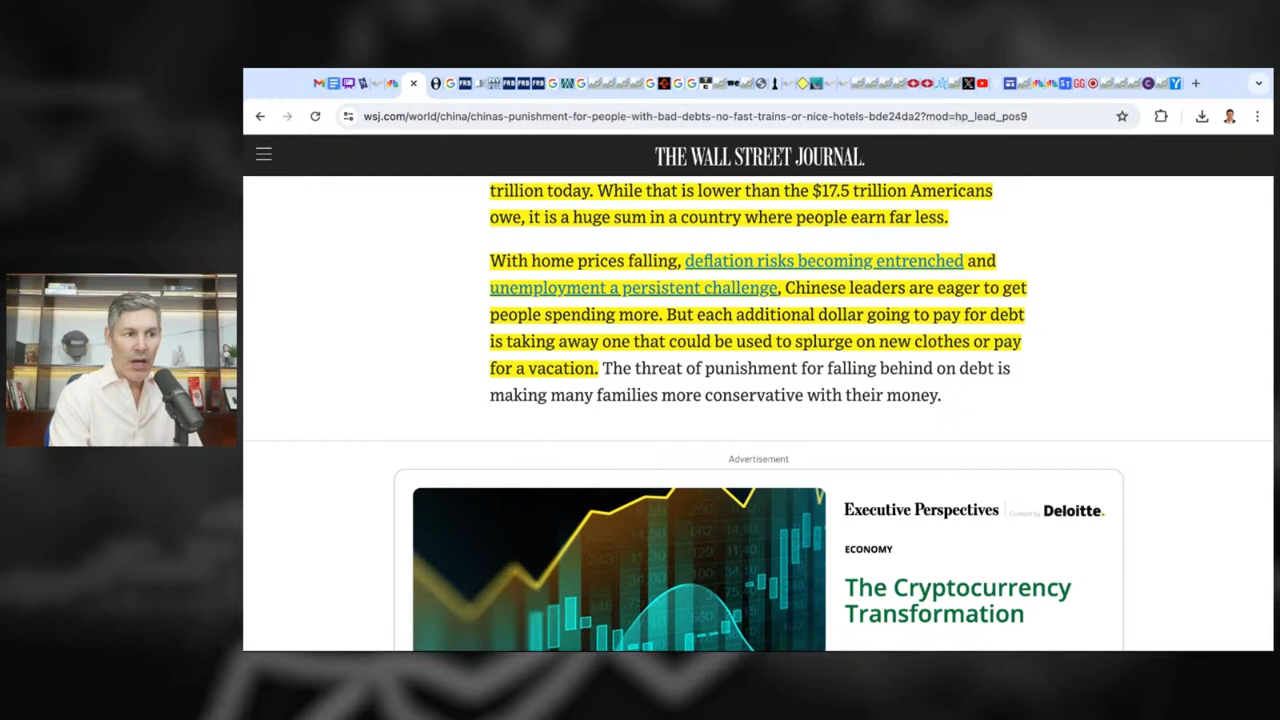 wsj.com/world/china/chinas-punishment-for-people-with-bad-debts-no-fast-trains-or-nice-hotels-bde24da2?mod=hp_lead_pos9
THE WALL STREET JOURNAL.
trillion today. While that is lower than the $17.5 trillion Americans
owe, it is a huge sum in a country where people earn far less.
With home prices falling, deflation risks becoming entrenched and
unemployment a persistent challenge, Chinese leaders are eager to get
people spending more. But each additional dollar going to pay for debt
is taking away one that could be used to splurge on new clothes or pay
for a vacation. The threat of punishment for falling behind on debt is
making many families more conservative with their money.
Advertisement
Executive Perspectives
Content by
Deloitte.
ECONOMY
The Cryptocurrency
Transformation